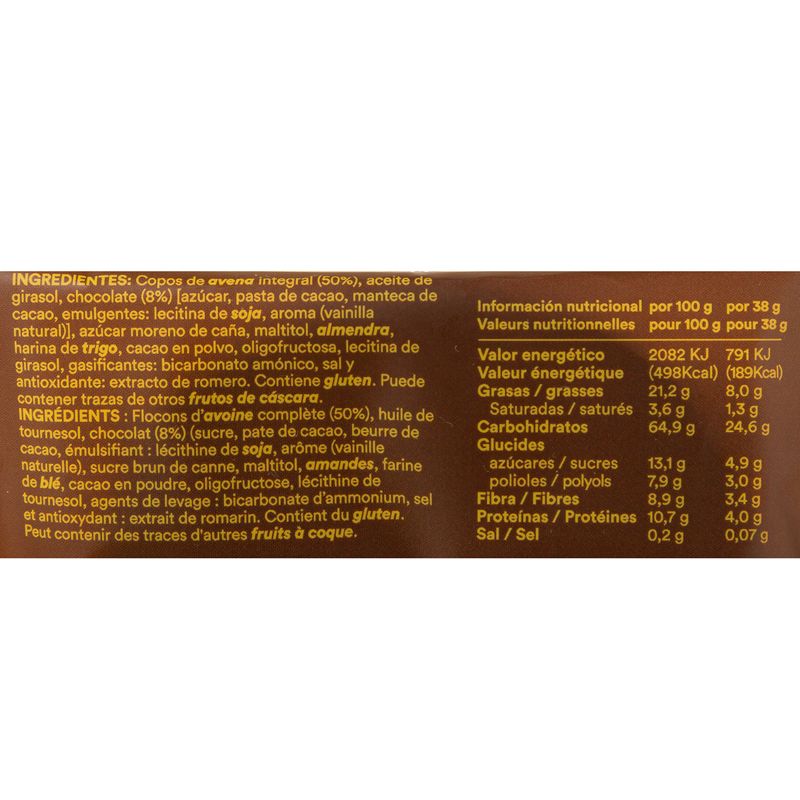 INGREDIENTES: Copos de avena integral (50%), aceite de
girasol, chocolate (8%) [azúcar, pasta de cacao, manteca de
cacao, emulgentes: lecitina de soja, aroma (vainilla
natural)], azúcar moreno de caña, maltitol, almendra,
harina de trigo, cacao en polvo, oligofructosa, lecitina de
girasol, gasificantes: bicarbonato amónico, sal y
antioxidante: extracto de romero. Contiene gluten. Puede
contener trazas de otros frutos de cáscara.
INGRÉDIENTS : Flocons d'avoine complète (50%), huile de
tournesol, chocolat (8%) (sucre, pate de cacao, beurre de
cacao, émulsifiant : lécithine de soja, arôme (vainille
naturelle), sucre brun de canne, maltitol, amandes, farine
de blé, cacao en poudre, oligofructose, lécithine de
tournesol, agents de levage : bicarbonate d'ammonium, sel
et antioxydant : extrait de romarin. Contient du gluten.
Peut contenir des traces d'autres fruits à coque.
Información nutricional por 100 g por 38 g
Valeurs nutritionnelles pour 100 g pour 38 g
Valor energético 2082 KJ 791 KJ
Valeur énergétique (498Kcal) (189Kcal)
Grasas / grasses 21,2 g 8,0 g
Saturadas / saturés 3,6 g 1,3 g
Carbohidratos 64,9 g 24,6 g
Glucides
azúcares / sucres 13,1 g 4,9 g
polioles / polyols 7,9 g 3,0 g
Fibra / Fibres 8,9 g 3,4 g
Proteínas / Protéines 10,7 g 4,0 g
Sal / Sel 0,2 g 0,07 g